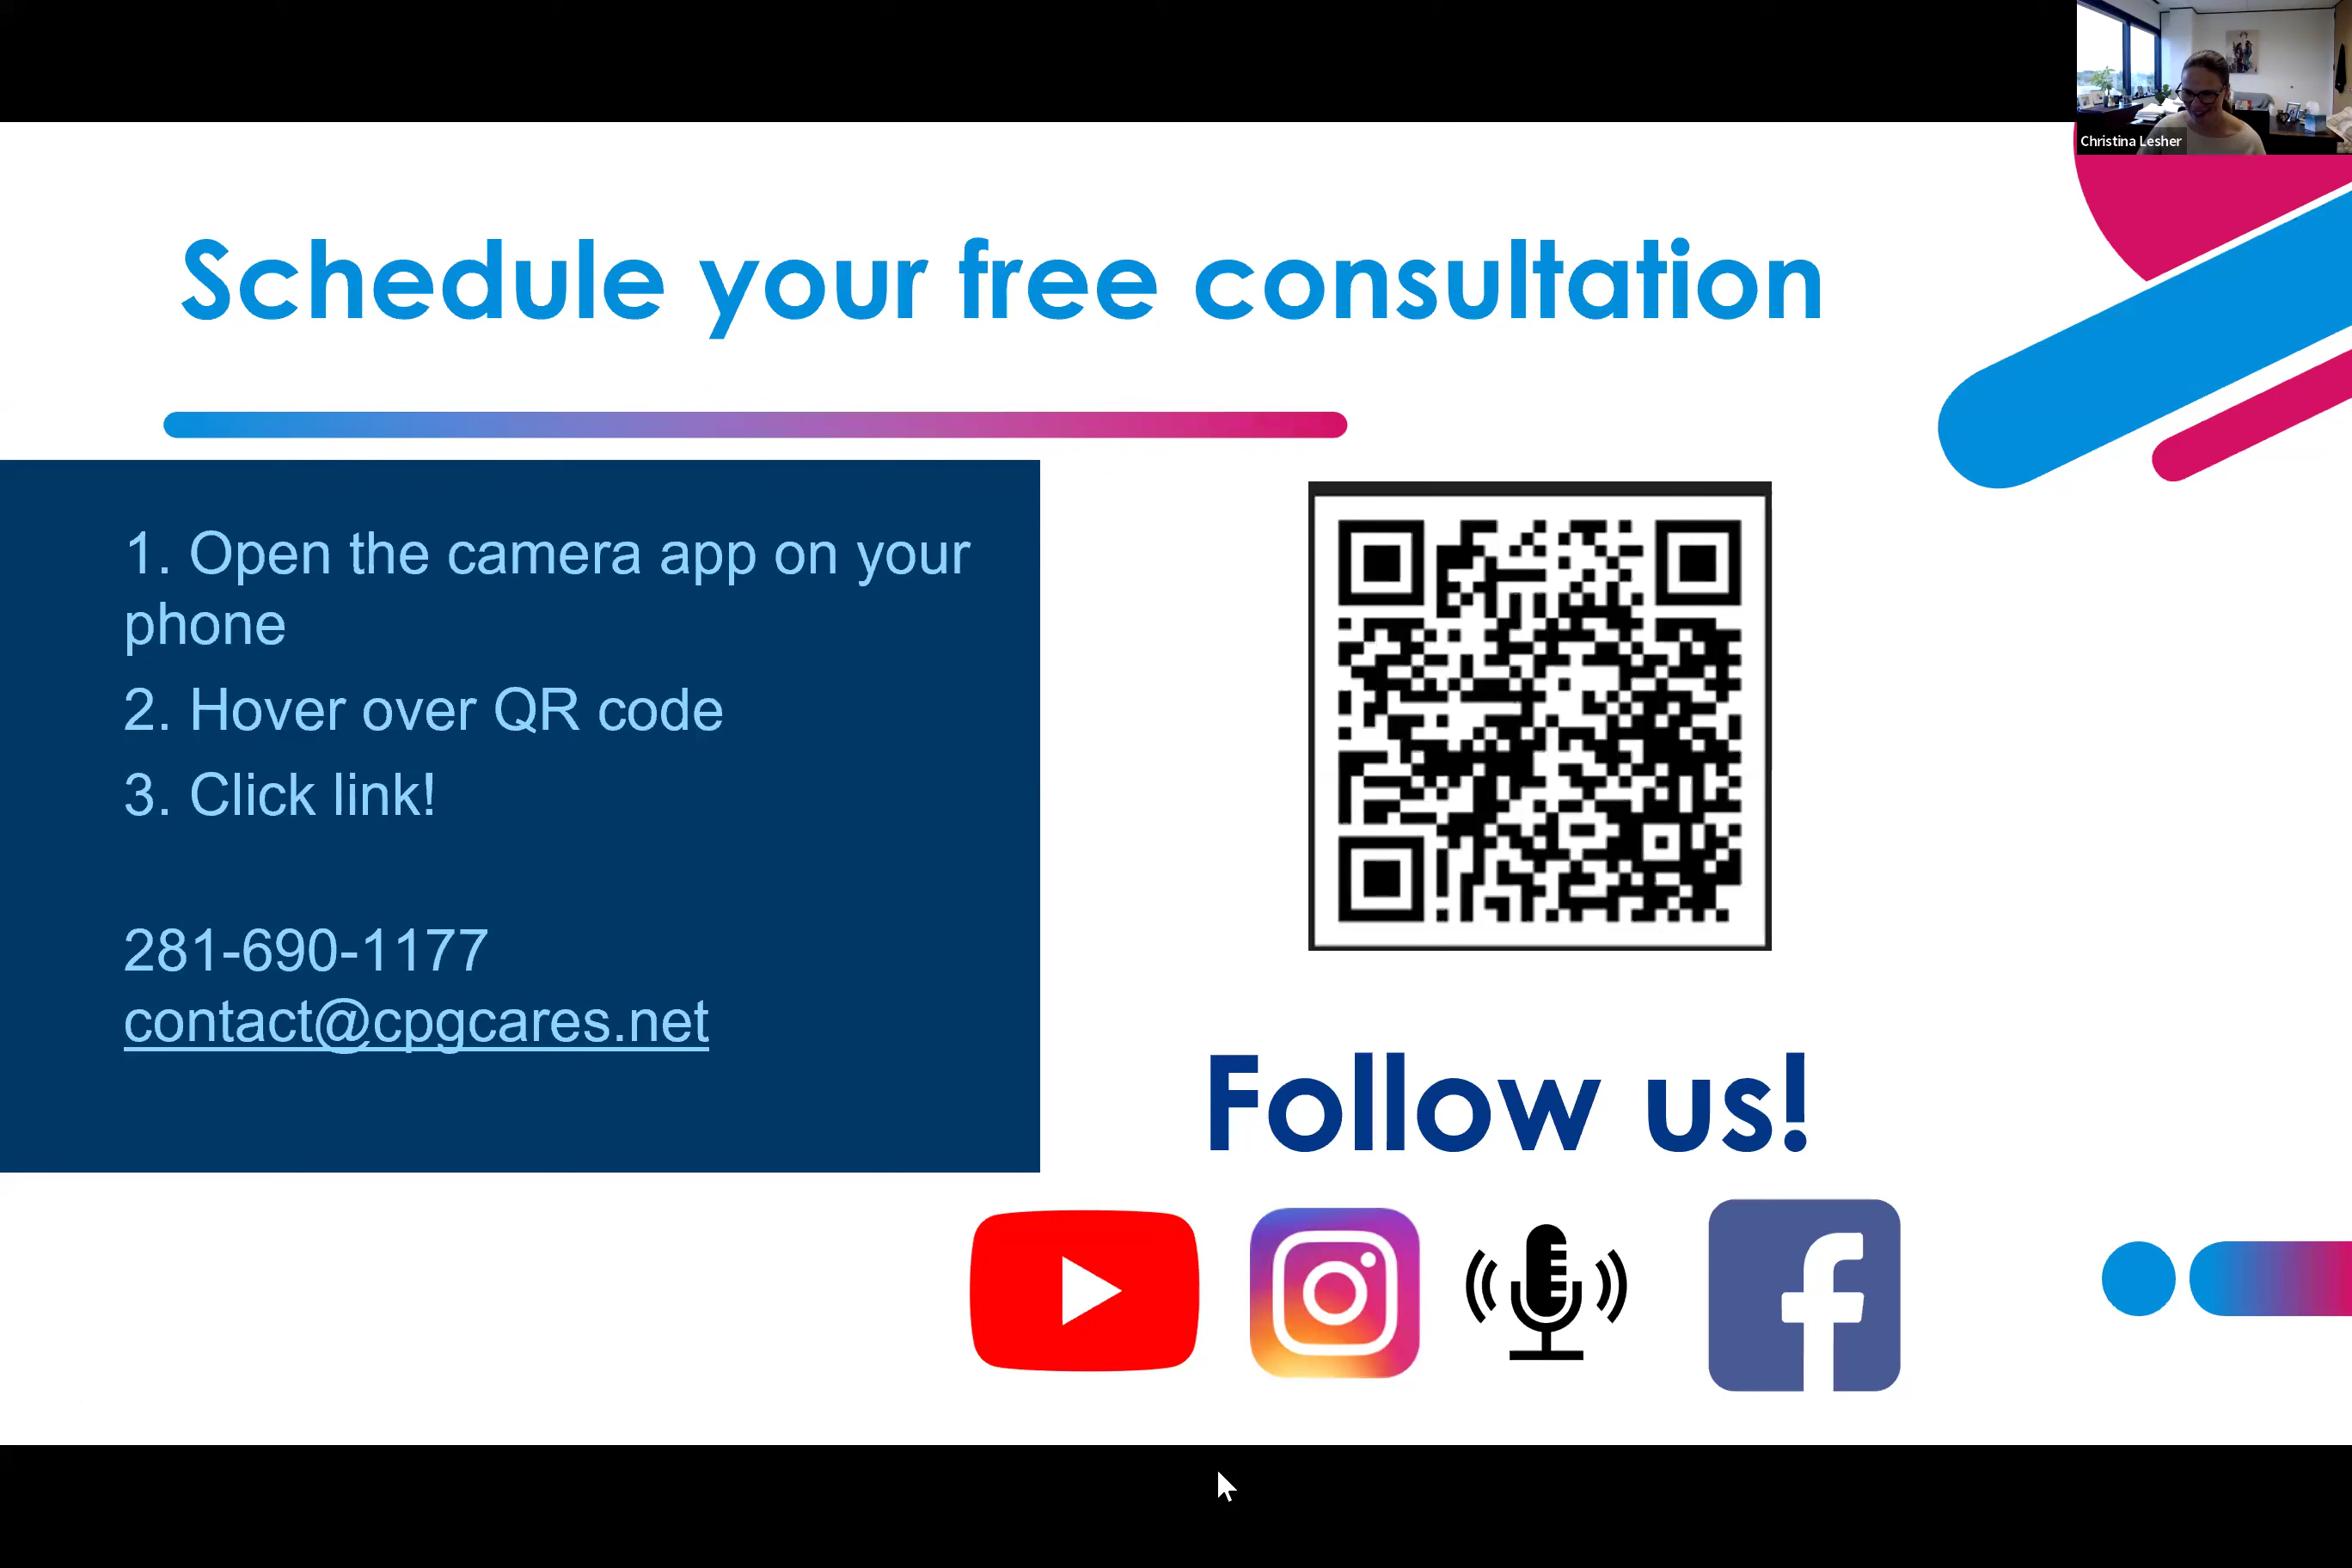 Christina Lesher
Schedule your free consultation
1. Open the camera app on your
phone
2. Hover over QR code
3. Click link!
281-690-1177
contact@cpgcares.net
Follow us!